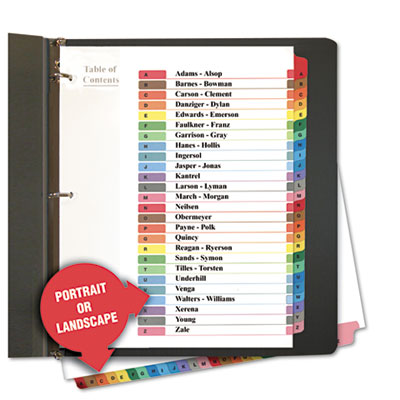 Table of
Contents
A Adams - Alsop
B Barnes - Bowman
C Carson - Clement
D Danziger - Dylan
E Edwards - Emerson
F Faulkner - Franz
G Garrison - Gray
H Hanes - Hollis
I Ingersol
J Jasper - Jonas
K Kantrel
L Larson - Lyman
M March - Morgan
N Neilsen
O Obermeyer
P Payne - Polk
Q Quincy
R Reagan - Ryerson
S Sands - Symon
T Tilles - Torsten
U Underhill
V Venga
W Walters - Williams
X Xerena
Y Young
Z Zale
PORTRAIT
OR
LANDSCAPE